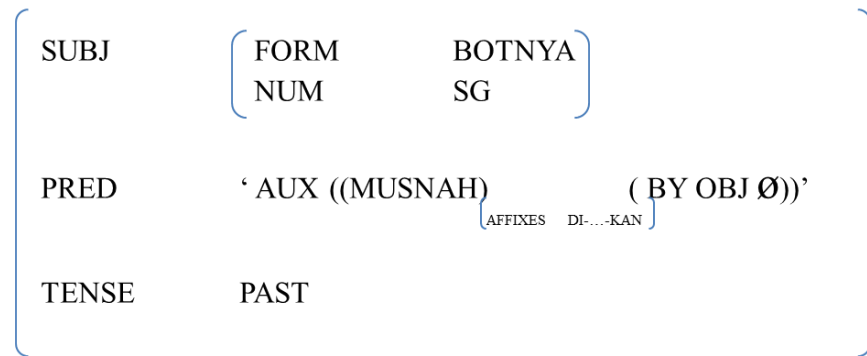 SUBJ FORM BOTNYA
NUM SG
PRED ‘ AUX ((MUSNAH) ( BY OBJ Ø))’
AFFIXES DI-…-KAN
TENSE PAST